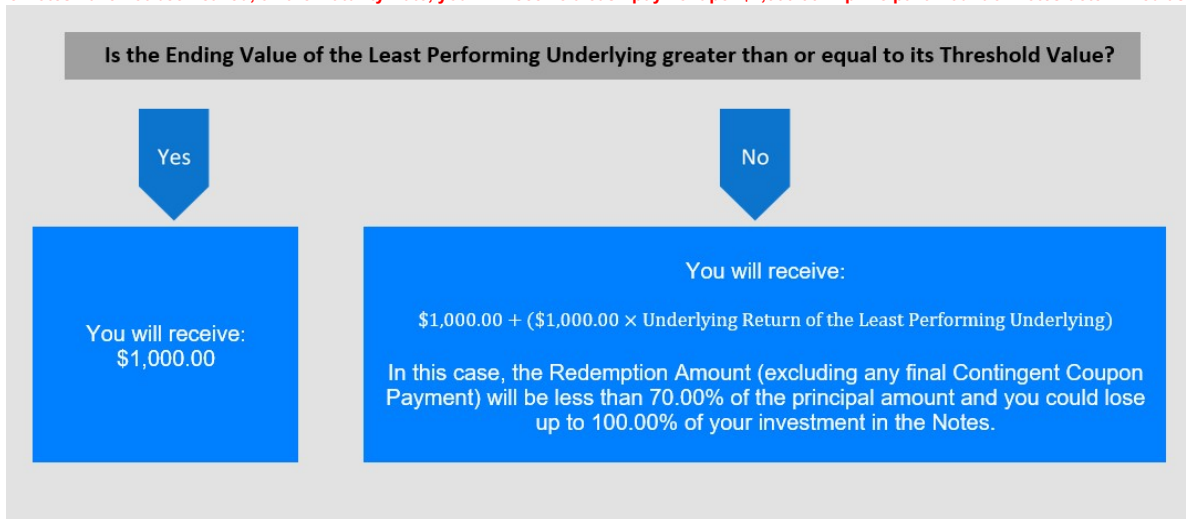 Is the Ending Value of the Least Performing Underlying greater than or equal to its Threshold Value?
Yes
No
You will receive:
$1,000.00
You will receive:
$1,000.00 + ($1,000.00 × Underlying Return of the Least Performing Underlying)
In this case, the Redemption Amount (excluding any final Contingent Coupon
Payment) will be less than 70.00% of the principal amount and you could lose
up to 100.00% of your investment in the Notes.